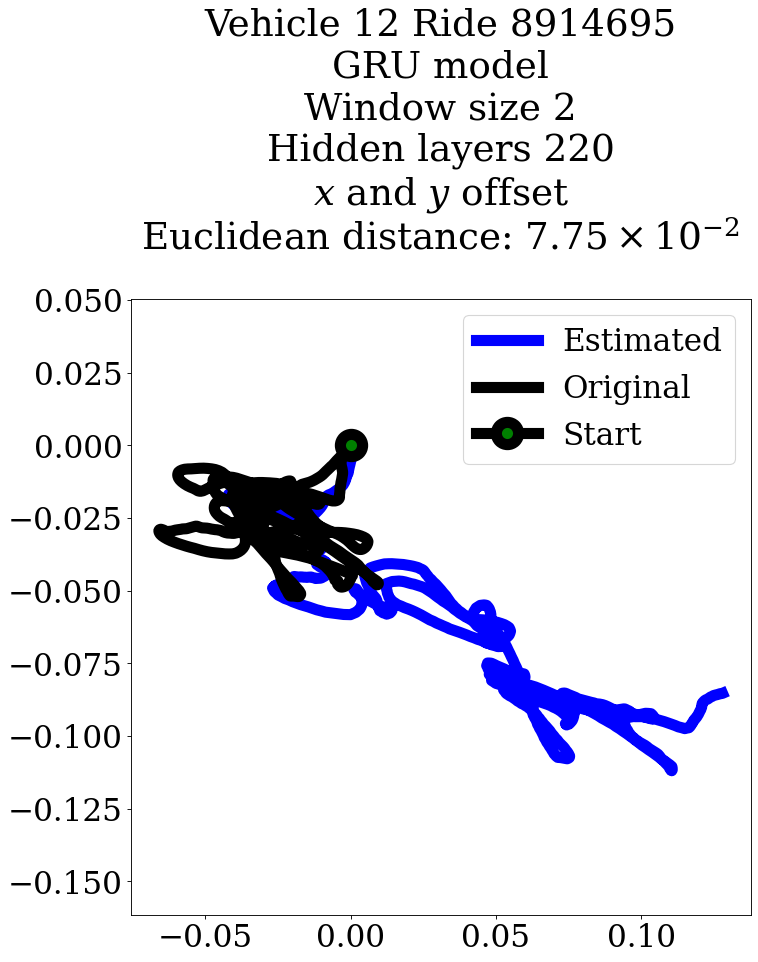 Vehicle 12 Ride 8914695
GRU model
Window size 2
Hidden layers 220
x and y offset
Euclidean distance: 7.75 × 10⁻²
Estimated
Original
Start
0.050
0.025
0.000
−0.025
−0.050
−0.075
−0.100
−0.125
−0.150
−0.05 0.00 0.05 0.10